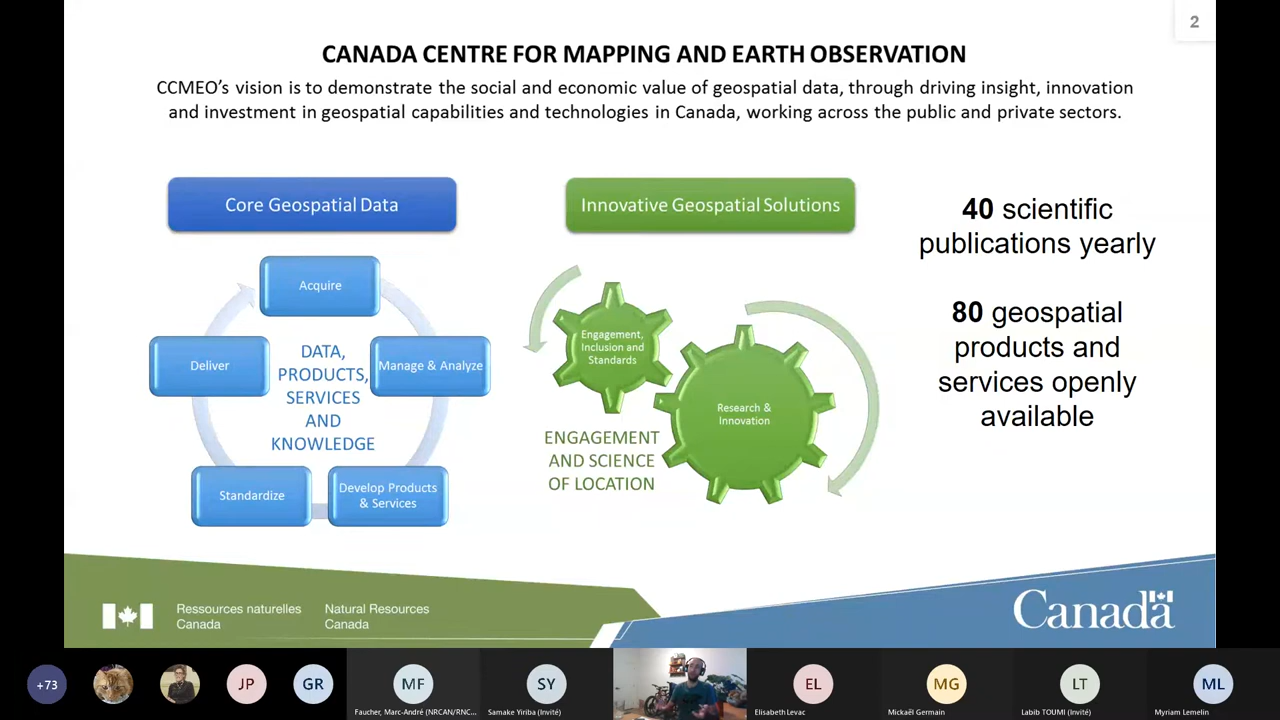 2
CANADA CENTRE FOR MAPPING AND EARTH OBSERVATION
CCMEO’s vision is to demonstrate the social and economic value of geospatial data, through driving insight, innovation
and investment in geospatial capabilities and technologies in Canada, working across the public and private sectors.
Core Geospatial Data
Acquire
Manage & Analyze
Develop Products
& Services
Standardize
Deliver
DATA,
PRODUCTS,
SERVICES
AND
KNOWLEDGE
Innovative Geospatial Solutions
Engagement,
Inclusion and
Standards
Research &
Innovation
ENGAGEMENT
AND SCIENCE
OF LOCATION
40 scientific
publications yearly
80 geospatial
products and
services openly
available
Ressources naturelles
Canada
Natural Resources
Canada
Canada
+73
JP
GR
MF
Faucher, Marc-André (NRCAN/RNC...
SY
Samake Yiriba (Invité)
EL
Elisabeth Levac
MG
Mickaël Germain
LT
Labib TOUMI (Invité)
ML
Myriam Lemelin